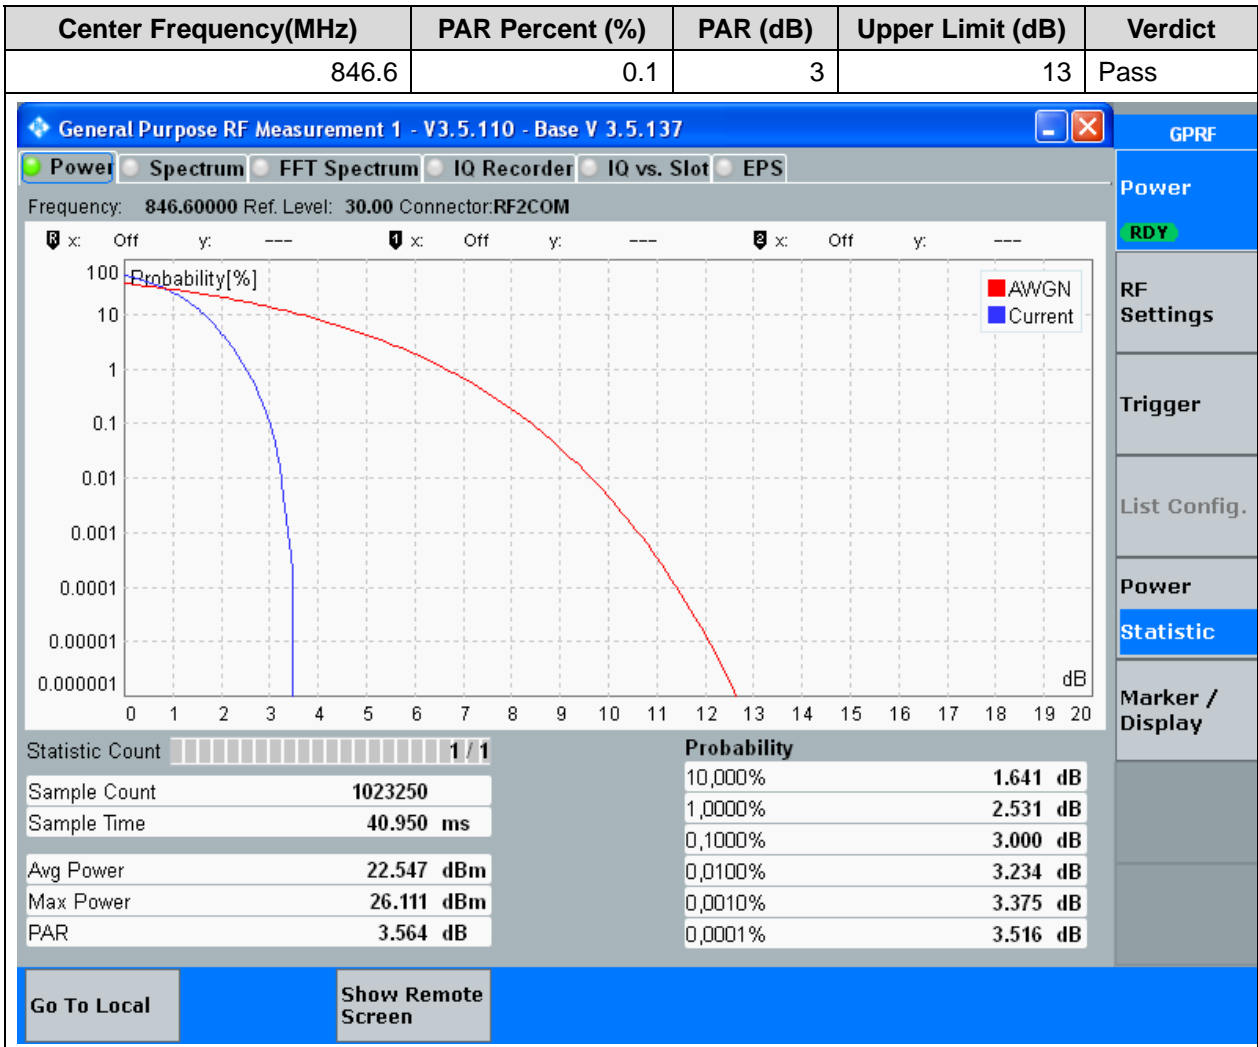 Center Frequency(MHz) PAR Percent (%) PAR (dB) Upper Limit (dB) Verdict
846.6 0.1 3 13 Pass
General Purpose RF Measurement 1 - V3.5.110 - Base V 3.5.137
GPRF
Power Spectrum FFT Spectrum IQ Recorder IQ vs. Slot EPS
Power
RDY
Frequency: 846.60000 Ref. Level: 30.00 Connector:RF2COM
R x: Off y: --- 1 x: Off y: --- 2 x: Off y: ---
Probability[%]
AWGN
Current
100
10
1
0.1
0.01
0.001
0.0001
0.00001
0.000001
dB
0 1 2 3 4 5 6 7 8 9 10 11 12 13 14 15 16 17 18 19 20
RF
Settings
Trigger
List Config.
Power
Statistic
Marker /
Display
Statistic Count 1 / 1
Sample Count 1023250
Sample Time 40.950 ms
Avg Power 22.547 dBm
Max Power 26.111 dBm
PAR 3.564 dB
Probability
10,000% 1.641 dB
1,0000% 2.531 dB
0,1000% 3.000 dB
0,0100% 3.234 dB
0,0010% 3.375 dB
0,0001% 3.516 dB
Go To Local
Show Remote
Screen